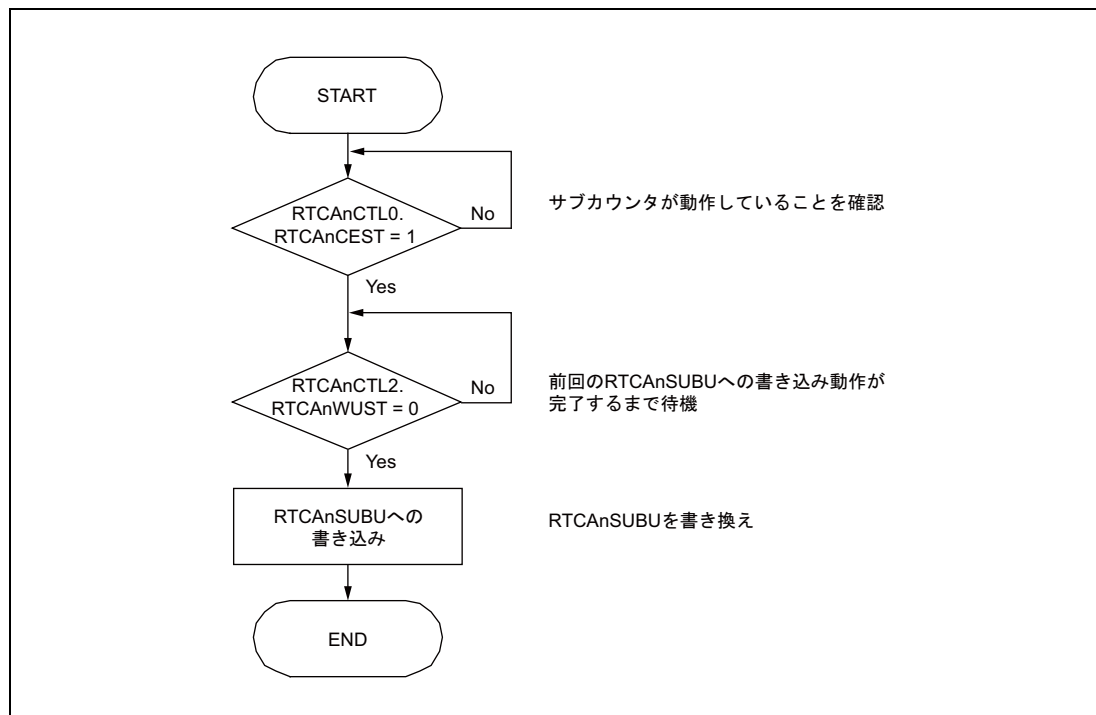 START
RTCAnCTL0.
RTCAnCEST = 1
No
サブカウンタが動作していることを確認
Yes
RTCAnCTL2.
RTCAnWUST = 0
No
前回のRTCAnSUBUへの書き込み動作が
完了するまで待機
Yes
RTCAnSUBUへの
書き込み
RTCAnSUBUを書き換え
END